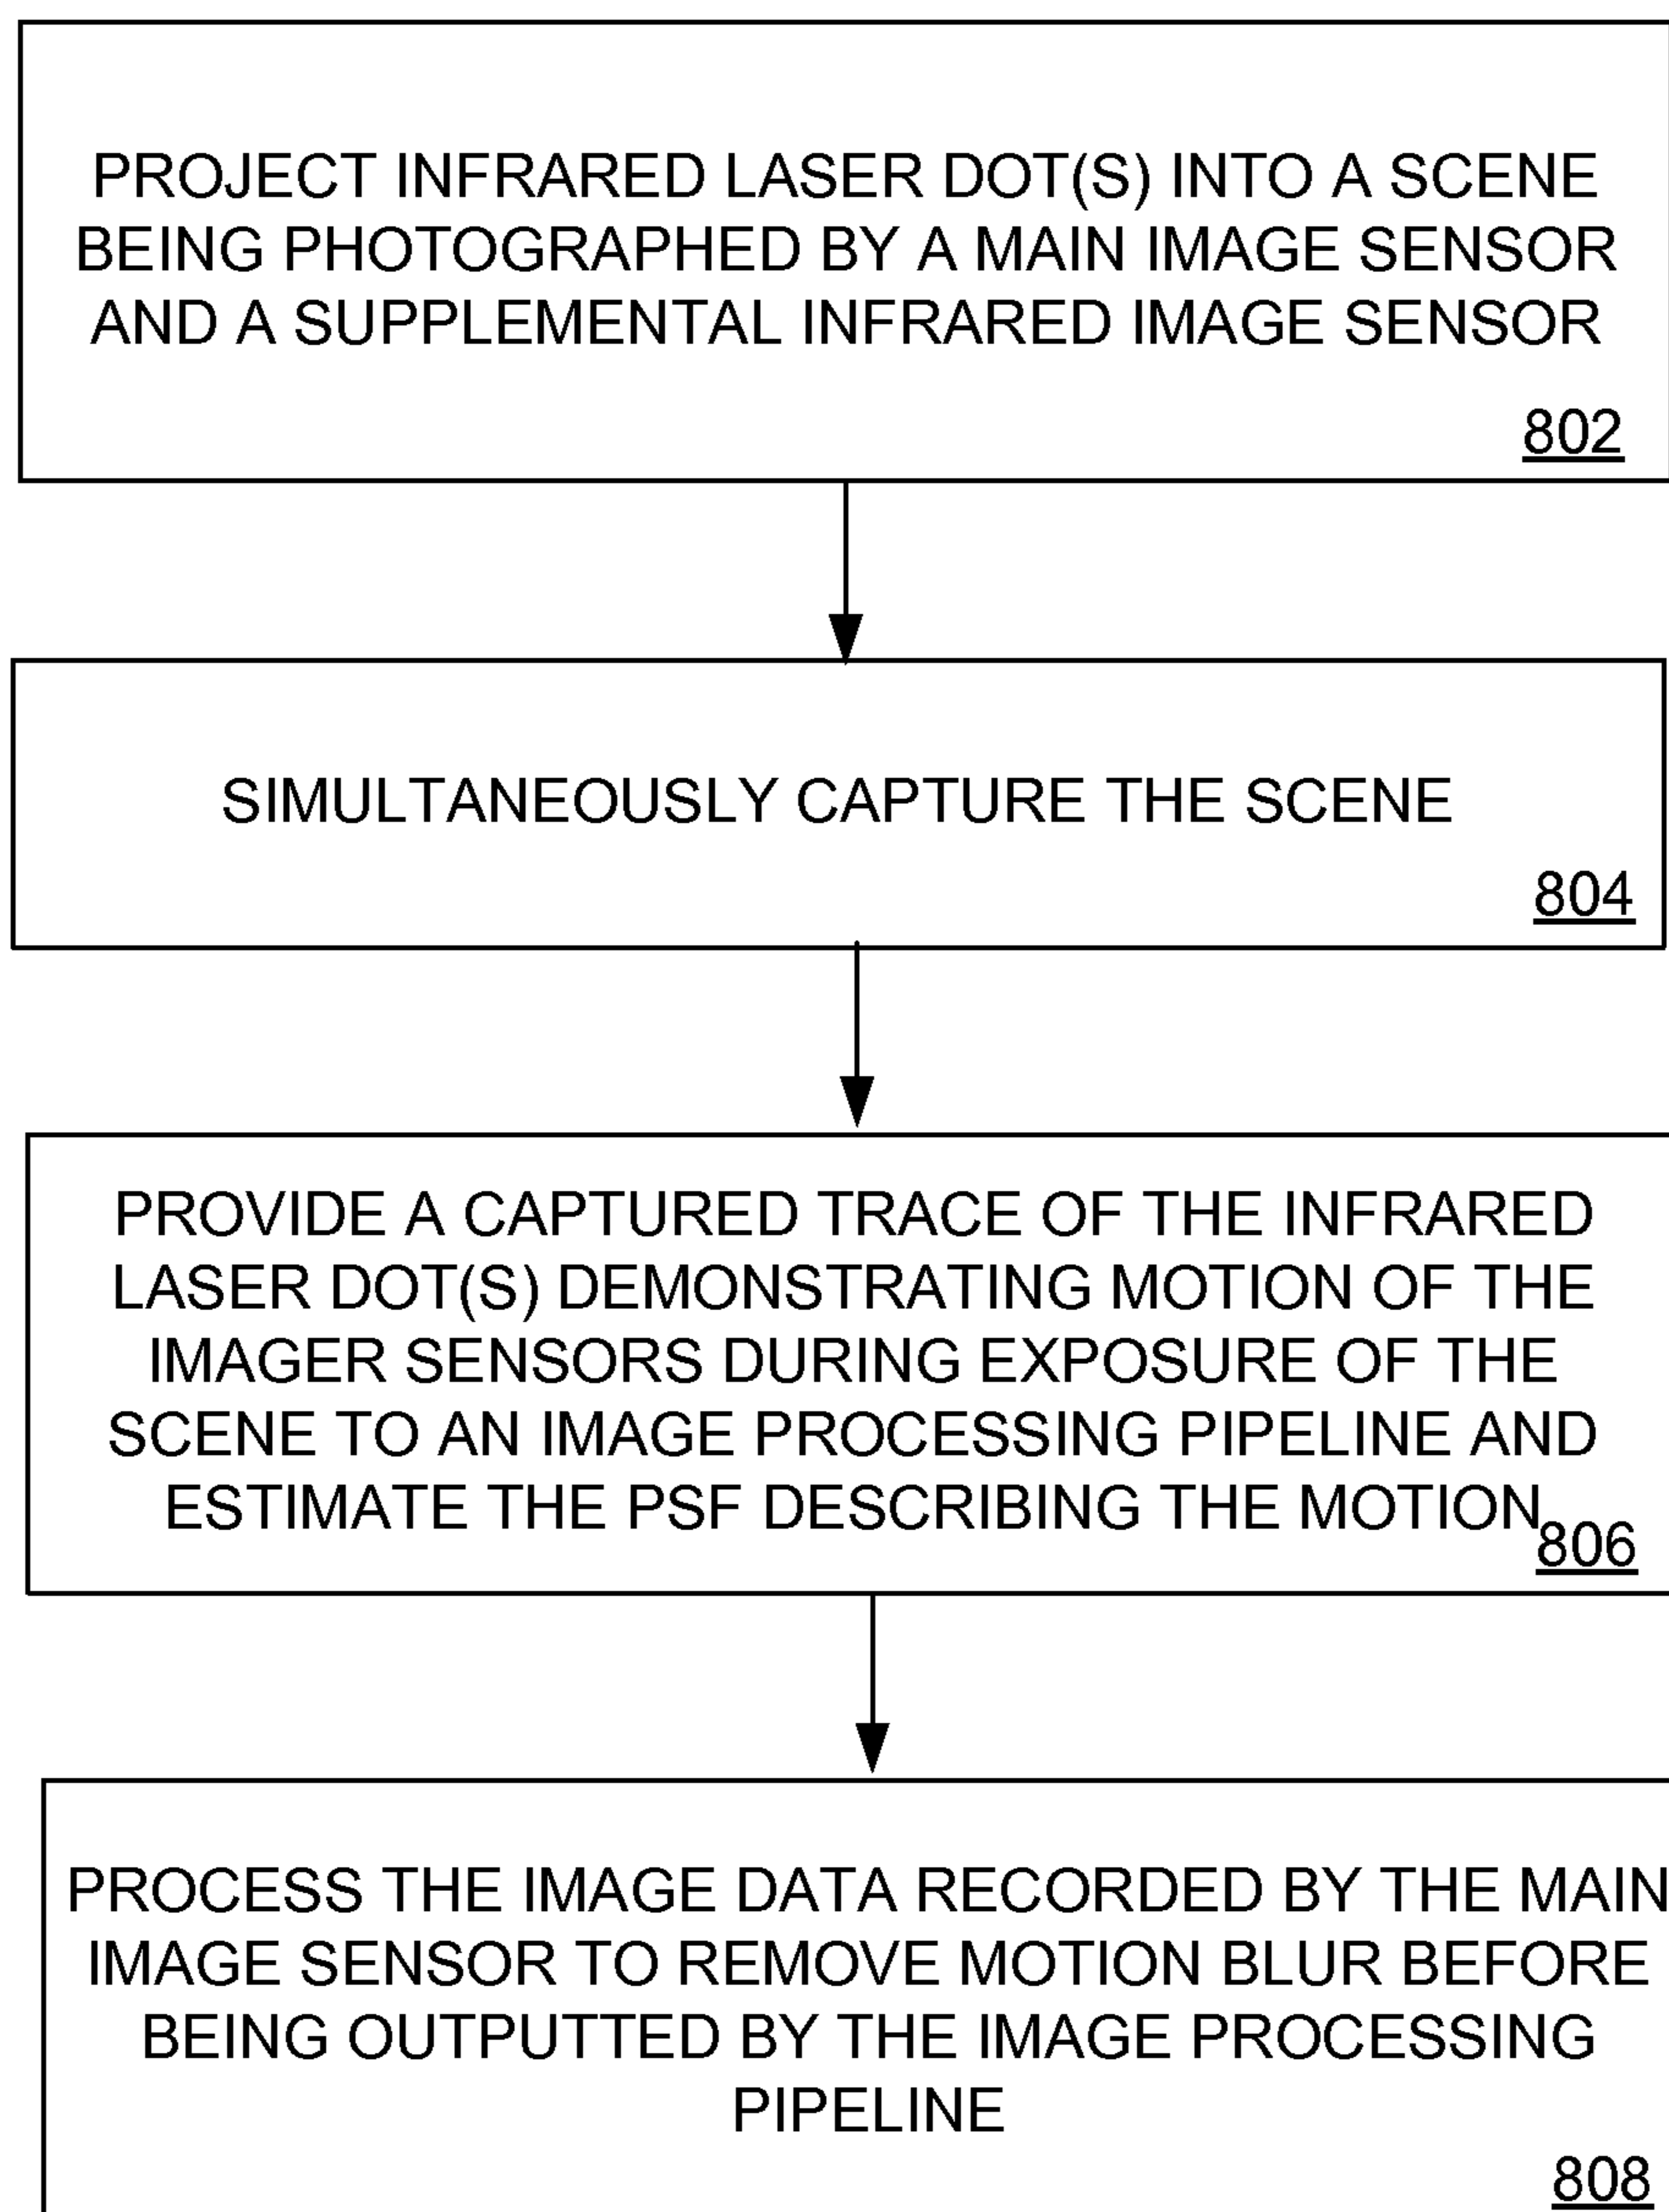 PROJECT INFRARED LASER DOT(S) INTO A SCENE
BEING PHOTOGRAPHED BY A MAIN IMAGE SENSOR
AND A SUPPLEMENTAL INFRARED IMAGE SENSOR
802
SIMULTANEOUSLY CAPTURE THE SCENE
804
PROVIDE A CAPTURED TRACE OF THE INFRARED
LASER DOT(S) DEMONSTRATING MOTION OF THE
IMAGER SENSORS DURING EXPOSURE OF THE
SCENE TO AN IMAGE PROCESSING PIPELINE AND
ESTIMATE THE PSF DESCRIBING THE MOTION
806
PROCESS THE IMAGE DATA RECORDED BY THE MAIN
IMAGE SENSOR TO REMOVE MOTION BLUR BEFORE
BEING OUTPUTTED BY THE IMAGE PROCESSING
PIPELINE
808